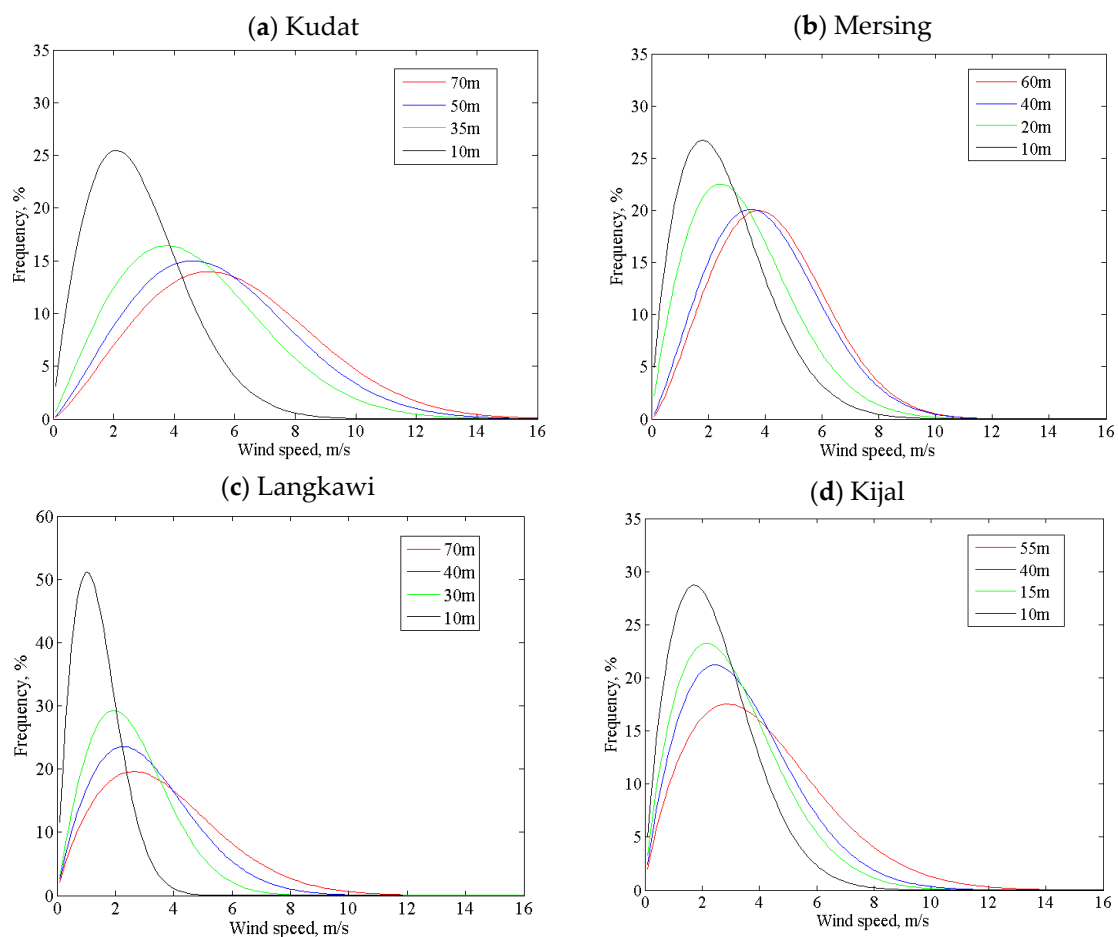 (a) Kudat
35
30
25
20
15
10
5
0
Frequency, %
70m
50m
35m
10m
0 2 4 6 8 10 12 14 16
Wind speed, m/s
(b) Mersing
35
30
25
20
15
10
5
0
Frequency, %
60m
40m
20m
10m
0 2 4 6 8 10 12 14 16
Wind speed, m/s
(c) Langkawi
60
50
40
30
20
10
0
Frequency, %
70m
40m
30m
10m
0 2 4 6 8 10 12 14 16
Wind speed, m/s
(d) Kijal
35
30
25
20
15
10
5
0
Frequency, %
55m
40m
15m
10m
0 2 4 6 8 10 12 14 16
Wind speed, m/s